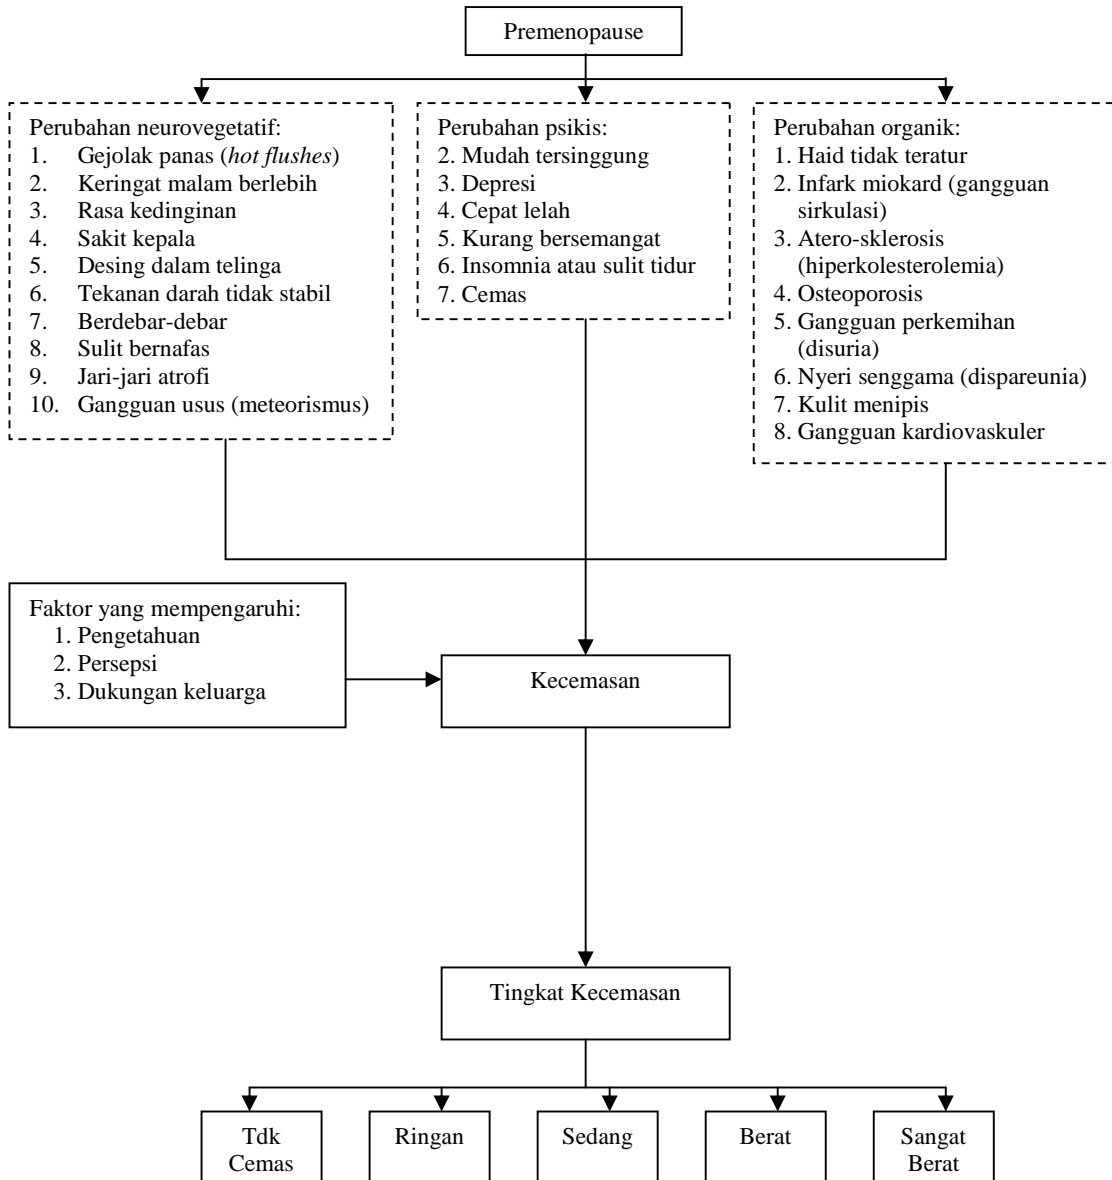 Premenopause
Perubahan neurovegetatif:
1. Gejolak panas (hot flushes)
2. Keringat malam berlebih
3. Rasa kedinginan
4. Sakit kepala
5. Desing dalam telinga
6. Tekanan darah tidak stabil
7. Berdebar-debar
8. Sulit bernafas
9. Jari-jari atrofi
10. Gangguan usus (meteorismus)
Perubahan psikis:
2. Mudah tersinggung
3. Depresi
4. Cepat lelah
5. Kurang bersemangat
6. Insomnia atau sulit tidur
7. Cemas
Perubahan organik:
1. Haid tidak teratur
2. Infark miokard (gangguan
sirkulasi)
3. Atero-sklerosis
(hiperkolesterolemia)
4. Osteoporosis
5. Gangguan perkemihan
(disuria)
6. Nyeri senggama (dispareunia)
7. Kulit menipis
8. Gangguan kardiovaskuler
Faktor yang mempengaruhi:
1. Pengetahuan
2. Persepsi
3. Dukungan keluarga
Kecemasan
Tingkat Kecemasan
Tdk
Cemas
Ringan
Sedang
Berat
Sangat
Berat